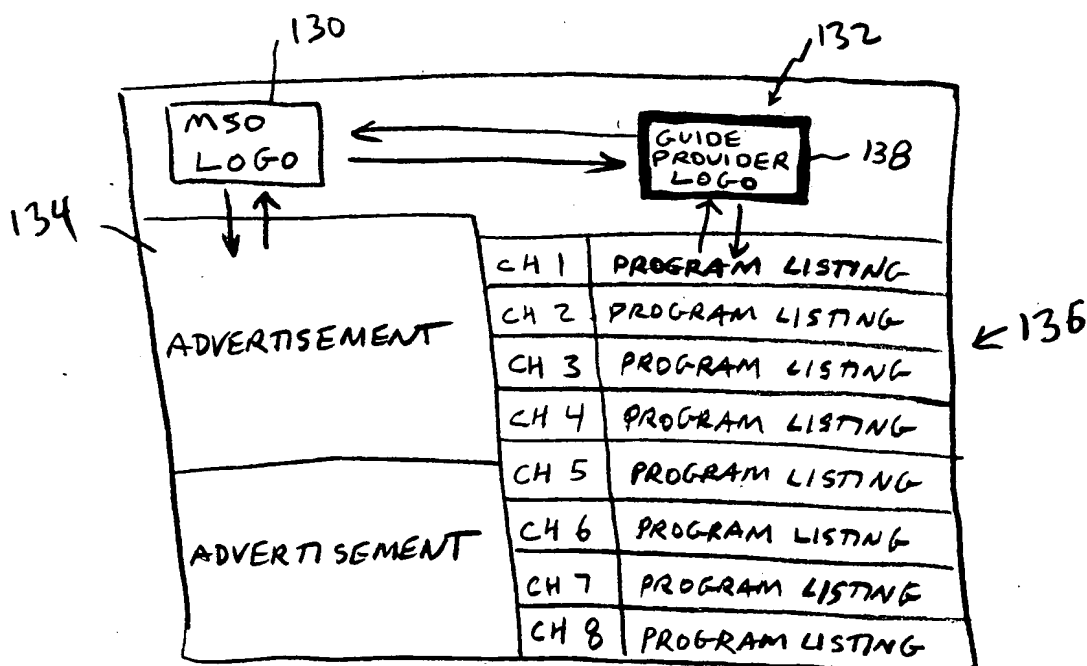 130
132
MSO
LOGO
GUIDE
PROVIDER
LOGO
138
134
ADVERTISEMENT
ADVERTISEMENT
CH 1 PROGRAM LISTING
CH 2 PROGRAM LISTING
CH 3 PROGRAM LISTING
CH 4 PROGRAM LISTING
CH 5 PROGRAM LISTING
CH 6 PROGRAM LISTING
CH 7 PROGRAM LISTING
CH 8 PROGRAM LISTING
136